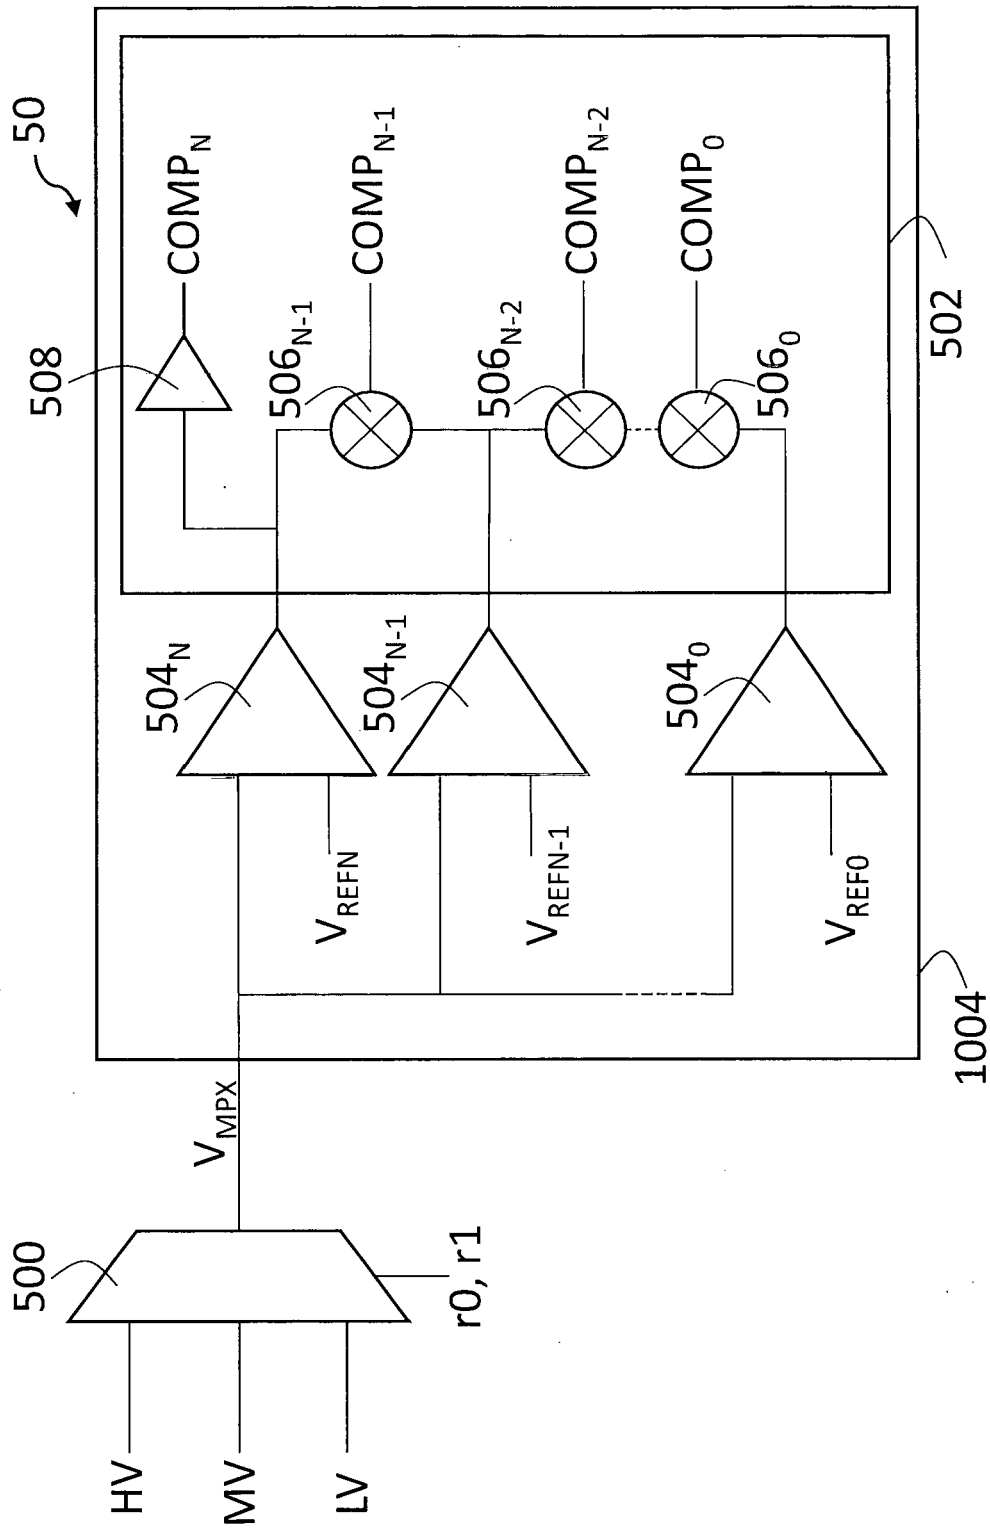 50
HV
MV
LV
500
r0, r1
V_MPX
1004
V_REFN
V_REFN-1
V_REF0
504_N
504_N-1
504_0
502
508
506_N-1
506_N-2
506_0
COMP_N
COMP_N-1
COMP_N-2
COMP_0